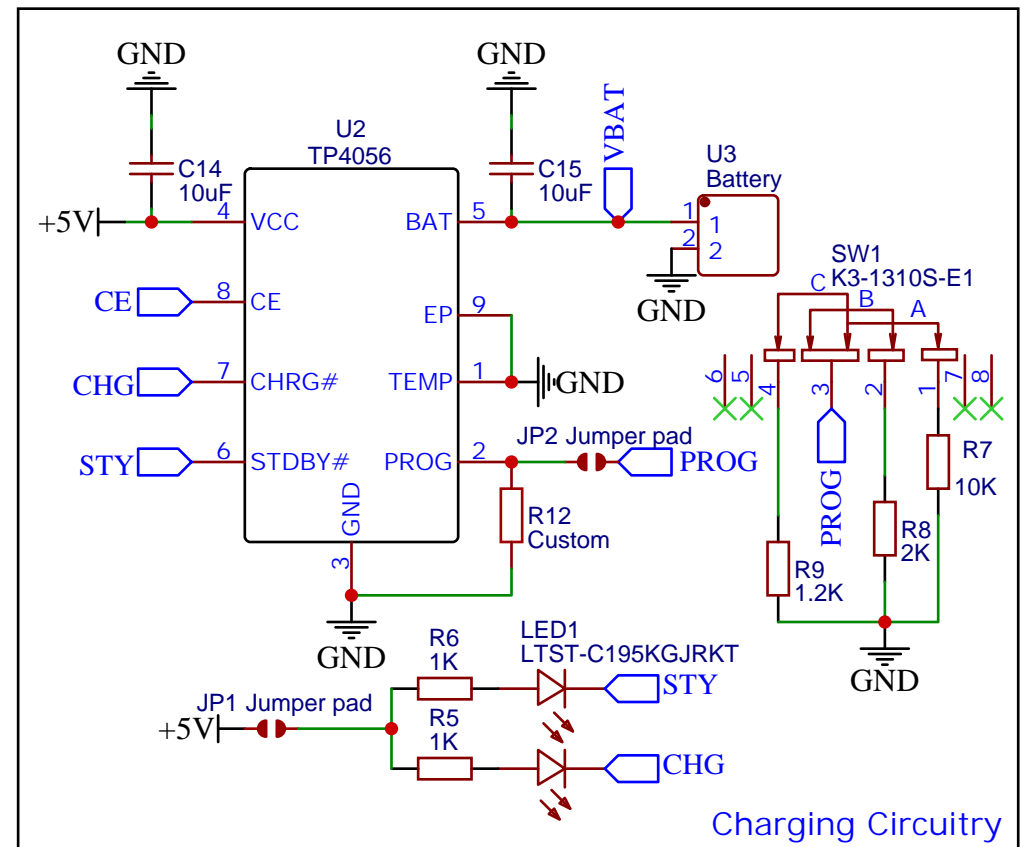 GND
GND
U2
TP4056
VBAT
U3
Battery
C14
10uF
C15
10uF
+5V
4
VCC
BAT
5
1
1
2
2
GND
SW1
K3-1310S-E1
C
B
A
CE
8
CE
EP
9
CHG
7
CHRG#
TEMP
1
GND
6
5
4
3
2
1
7
8
JP2 Jumper pad
STY
6
STDBY#
PROG
2
PROG
GND
3
R12
Custom
PROG
R7
10K
R8
2K
R9
1.2K
GND
GND
R6
1K
LED1
LTST-C195KGJRKT
STY
JP1 Jumper pad
+5V
R5
1K
CHG
Charging Circuitry